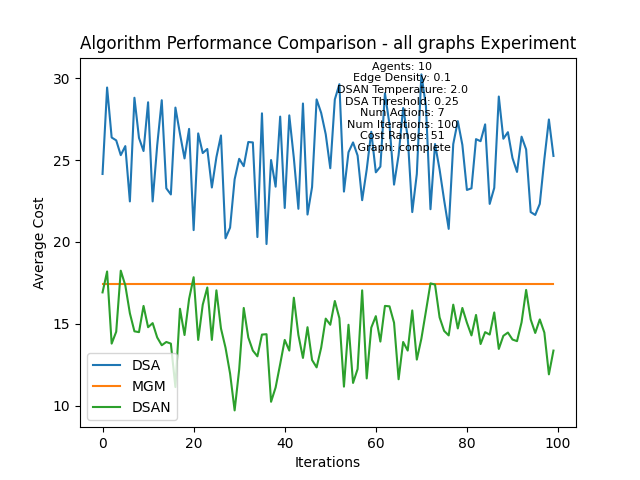 Algorithm Performance Comparison - all graphs Experiment
Agents: 10
Edge Density: 0.1
DSAN Temperature: 2.0
DSA Threshold: 0.25
Num Actions: 7
Num Iterations: 100
Cost Range: 51
Graph: complete
Average Cost
30
25
20
15
10
DSA
MGM
DSAN
0
20
40
60
80
100
Iterations